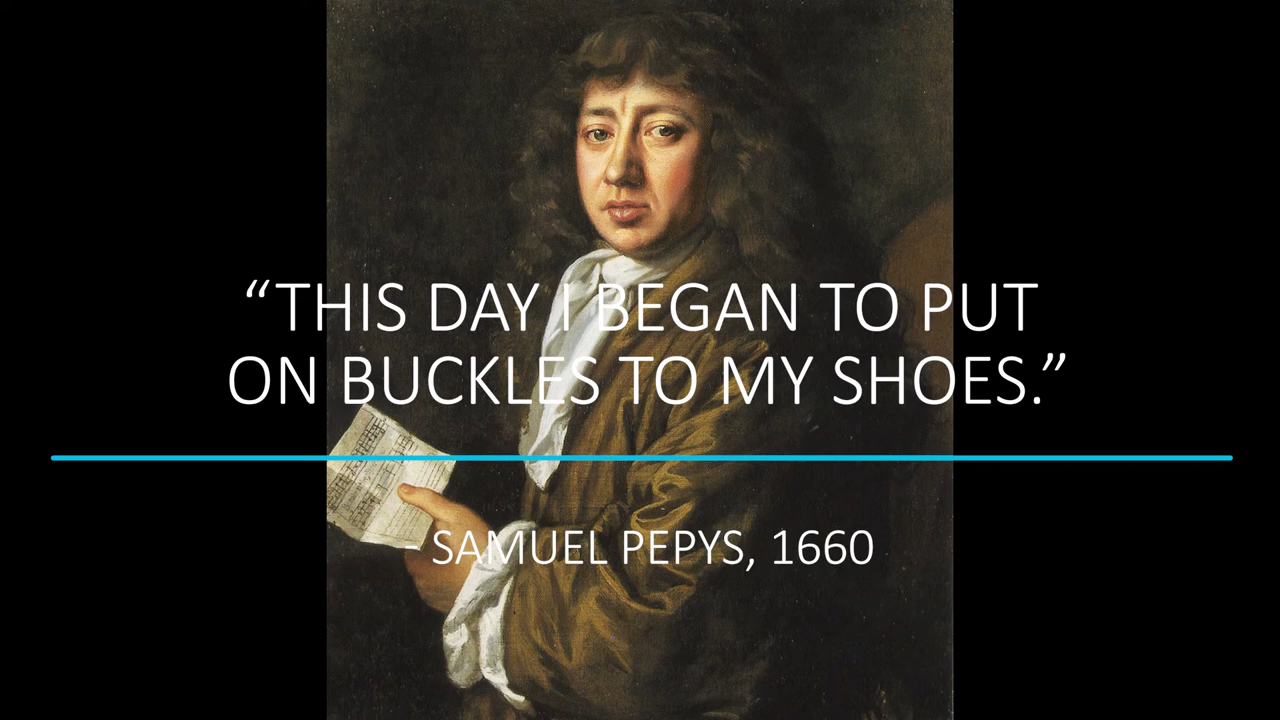 “THIS DAY I BEGAN TO PUT
ON BUCKLES TO MY SHOES.”
- SAMUEL PEPYS, 1660